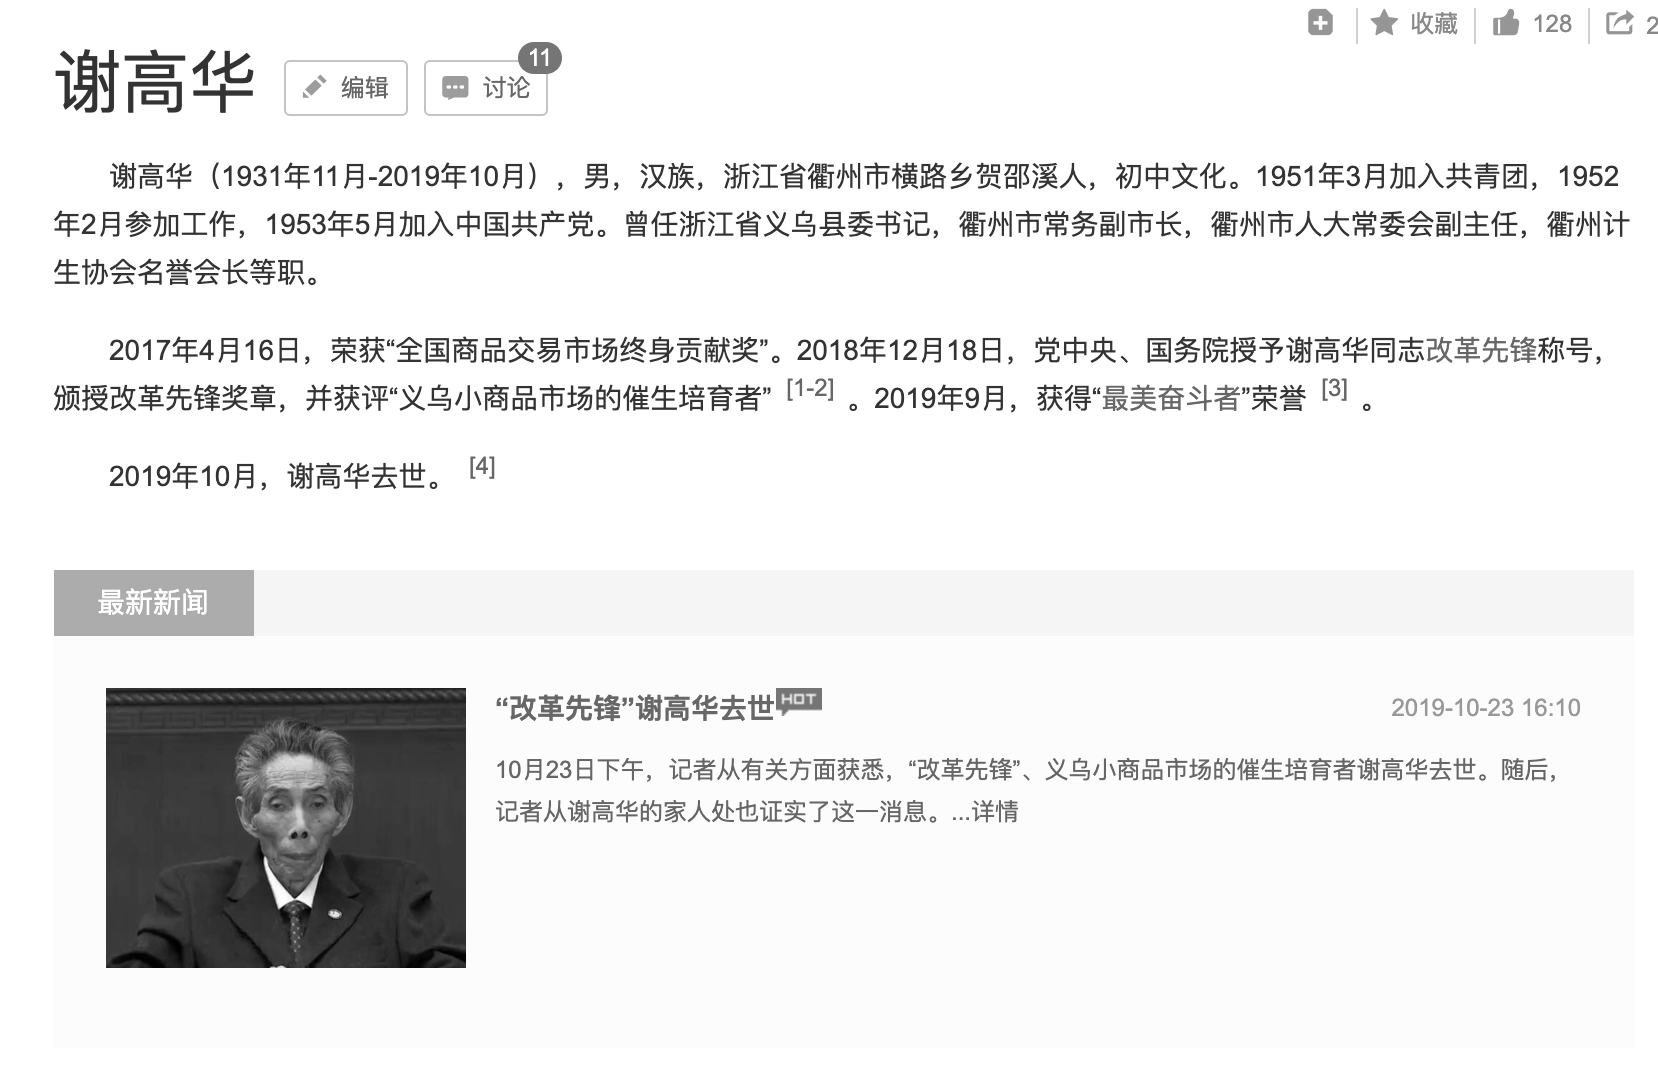 收藏 128 2
谢高华 编辑 讨论 11
谢高华（1931年11月-2019年10月），男，汉族，浙江省衢州市横路乡贺邵溪人，初中文化。1951年3月加入共青团，1952
年2月参加工作，1953年5月加入中国共产党。曾任浙江省义乌县委书记，衢州市常务副市长，衢州市人大常委会副主任，衢州计
生协会名誉会长等职。
2017年4月16日，荣获“全国商品交易市场终身贡献奖”。2018年12月18日，党中央、国务院授予谢高华同志改革先锋称号，
颁授改革先锋奖章，并获评“义乌小商品市场的催生培育者” [1-2] 。2019年9月，获得“最美奋斗者”荣誉 [3] 。
2019年10月，谢高华去世。 [4]
最新新闻
“改革先锋”谢高华去世 HOT 2019-10-23 16:10
10月23日下午，记者从有关方面获悉，“改革先锋”、义乌小商品市场的催生培育者谢高华去世。随后，
记者从谢高华的家人处也证实了这一消息。...详情